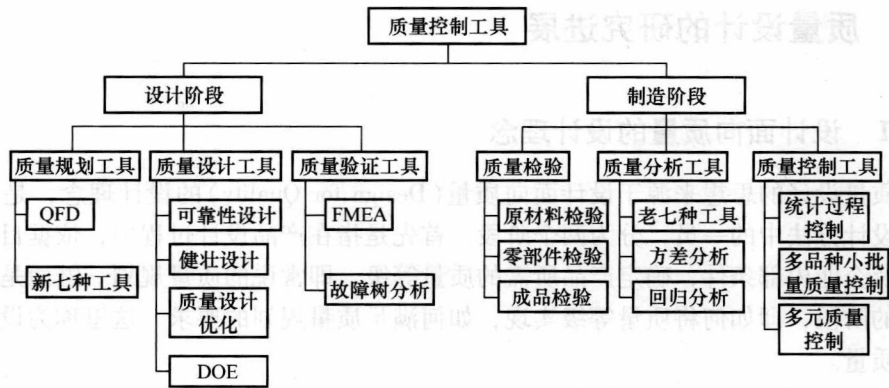 质量控制工具
设计阶段
制造阶段
质量规划工具
质量设计工具
质量验证工具
质量检验
质量分析工具
质量控制工具
QFD
新七种工具
可靠性设计
健壮设计
质量设计
优化
DOE
FMEA
故障树分析
原材料检验
零部件检验
成品检验
老七种工具
方差分析
回归分析
统计过程
控制
多品种小批
量质量控制
多元质量
控制